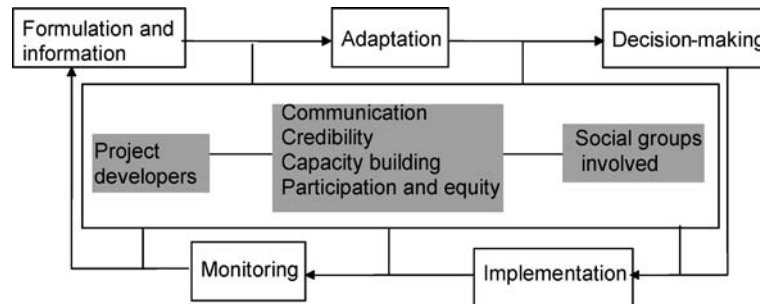 Formulation and
information
Adaptation
Decision-making
Project
developers
Communication
Credibility
Capacity building
Participation and equity
Social groups
involved
Monitoring
Implementation